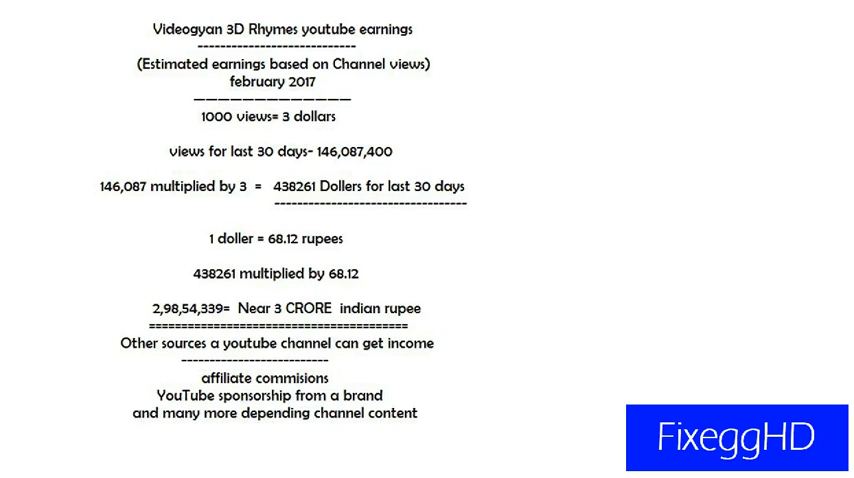 Videogyan 3D Rhymes youtube earnings
----------------------------
(Estimated earnings based on Channel views)
february 2017
——————————————
1000 views= 3 dollars
views for last 30 days- 146,087,400
146,087 multiplied by 3  =   438261 Dollers for last 30 days
----------------------------------
1 doller = 68.12 rupees
438261 multiplied by 68.12
2,98,54,339=  Near 3 CRORE  indian rupee
========================================
Other sources a youtube channel can get income
--------------------------
affiliate commisions
YouTube sponsorship from a brand
and many more depending channel content
FixeggHD